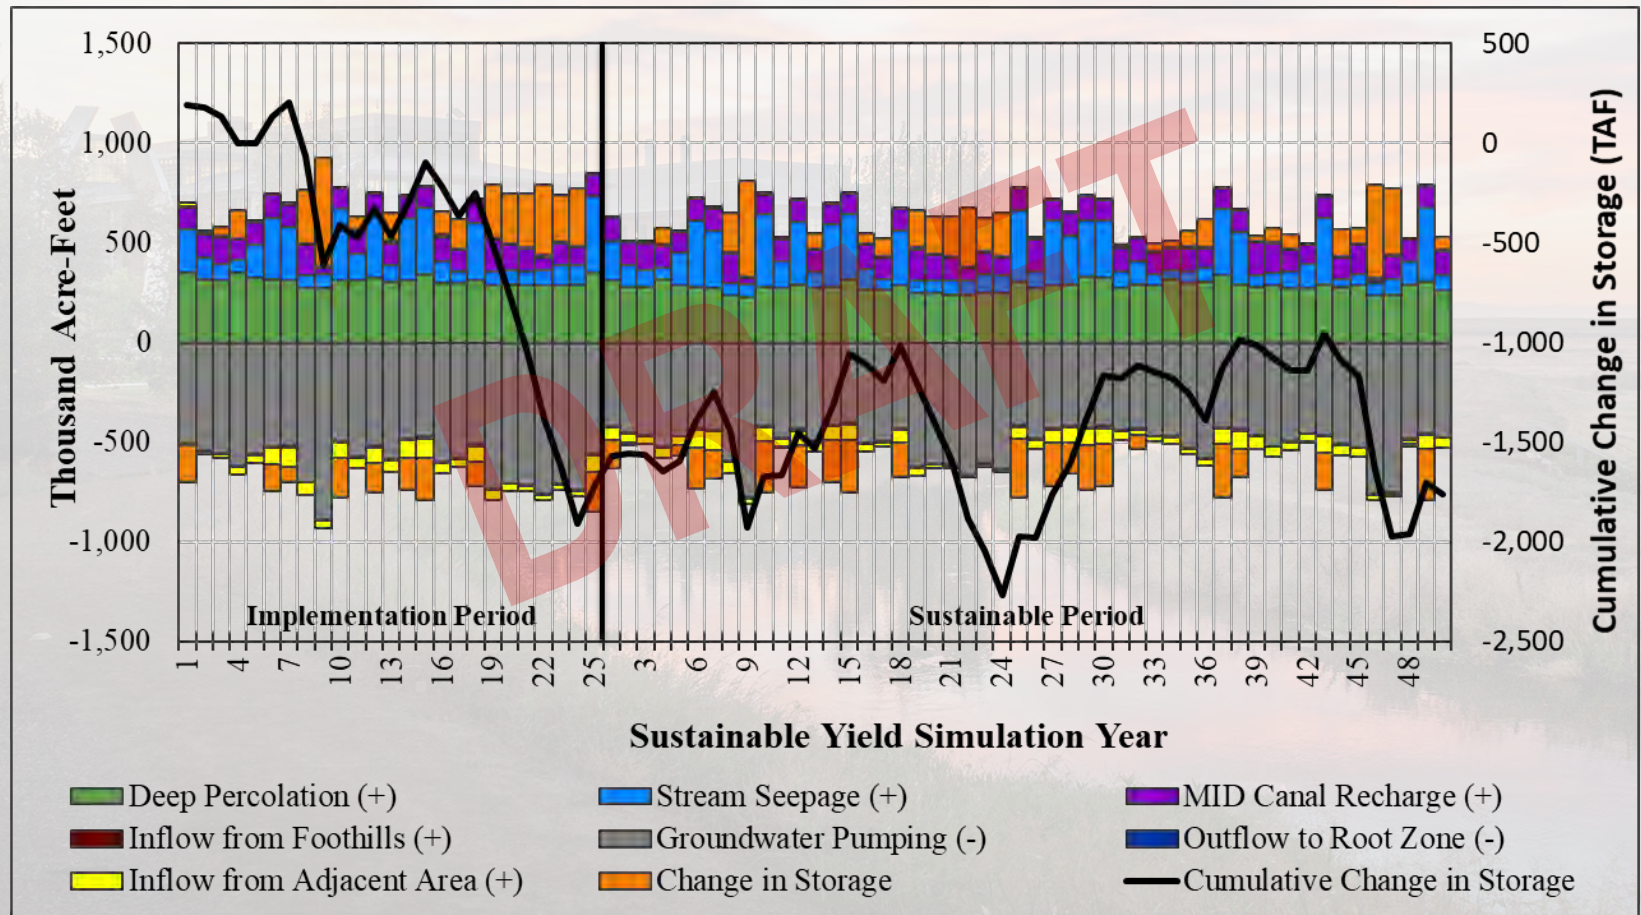 1,500
1,000
500
0
-500
-1,000
-1,500
Thousand Acre-Feet
500
0
-500
-1,000
-1,500
-2,000
-2,500
Cumulative Change in Storage (TAF)
DRAFT
Implementation Period
Sustainable Period
1 4 7 10 13 16 19 22 25 3 6 9 12 15 18 21 24 27 30 33 36 39 42 45 48
Sustainable Yield Simulation Year
Deep Percolation (+) Stream Seepage (+) MID Canal Recharge (+)
Inflow from Foothills (+) Groundwater Pumping (-) Outflow to Root Zone (-)
Inflow from Adjacent Area (+) Change in Storage Cumulative Change in Storage